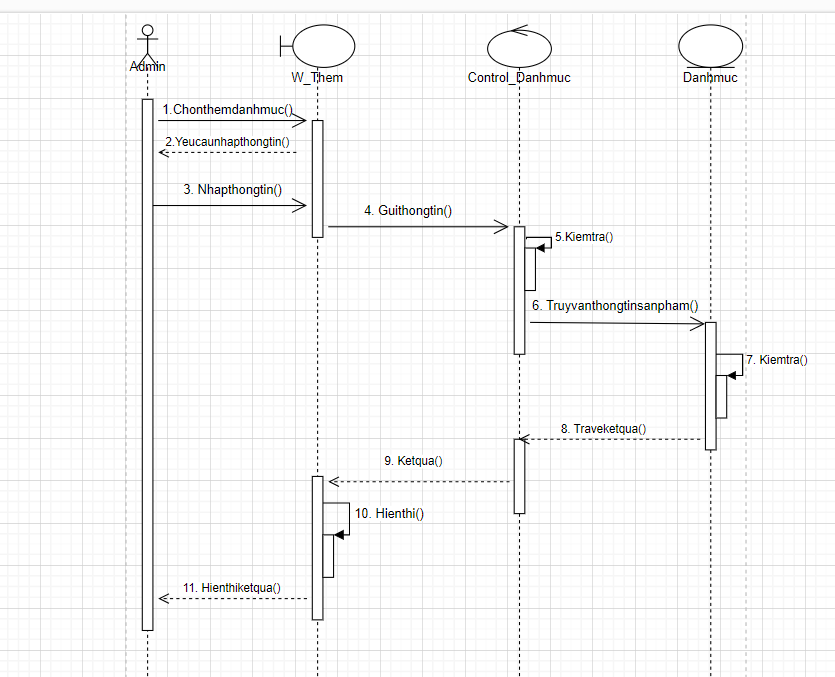 Admin
W_Them
Control_Danhmuc
Danhmuc
1.Chonthemdanhmuc()
2.Yeucaunhapthongtin()
3. Nhapthongtin()
4. Guithongtin()
5.Kiemtra()
6. Truyvanthongtinsanpham()
7. Kiemtra()
8. Traveketqua()
9. Ketqua()
10. Hienthi()
11. Hienthiketqua()